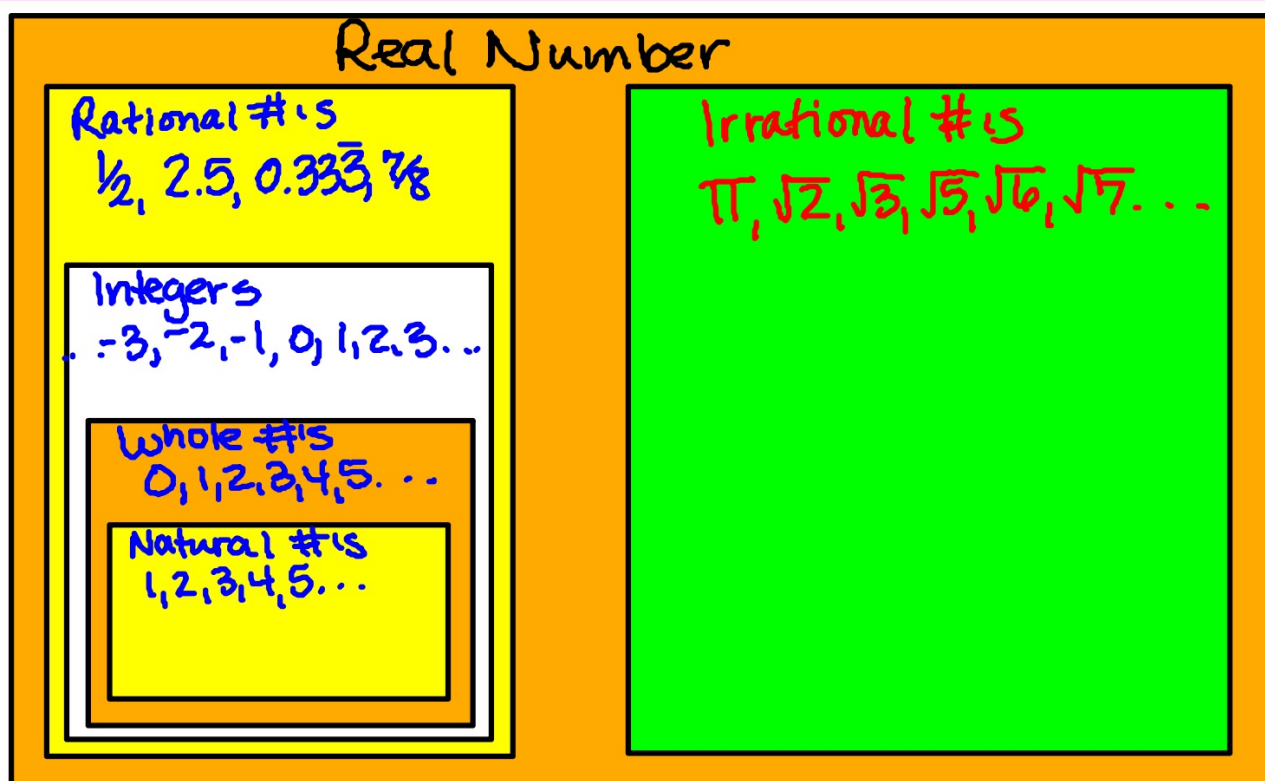 Real Number
Rational #'s
½, 2.5, 0.333̅, ⅞
Integers
. . -3, -2, -1, 0, 1, 2, 3. . .
Whole #'s
0, 1, 2, 3, 4, 5. . .
Natural #'s
1, 2, 3, 4, 5. . .
Irrational #'s
π, √2, √3, √5, √6, √7. . .